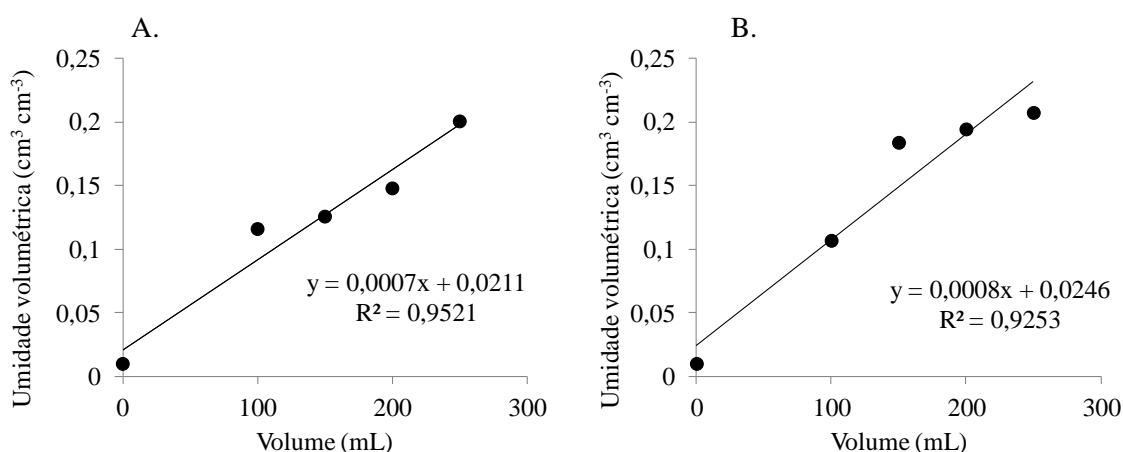 A.
Umidade volumétrica (cm³ cm⁻³)
0,25
0,2
0,15
0,1
0,05
0
y = 0,0007x + 0,0211
R² = 0,9521
0
100
200
300
Volume (mL)
B.
Umidade volumétrica (cm³ cm⁻³)
0,25
0,2
0,15
0,1
0,05
0
y = 0,0008x + 0,0246
R² = 0,9253
0
100
200
300
Volume (mL)